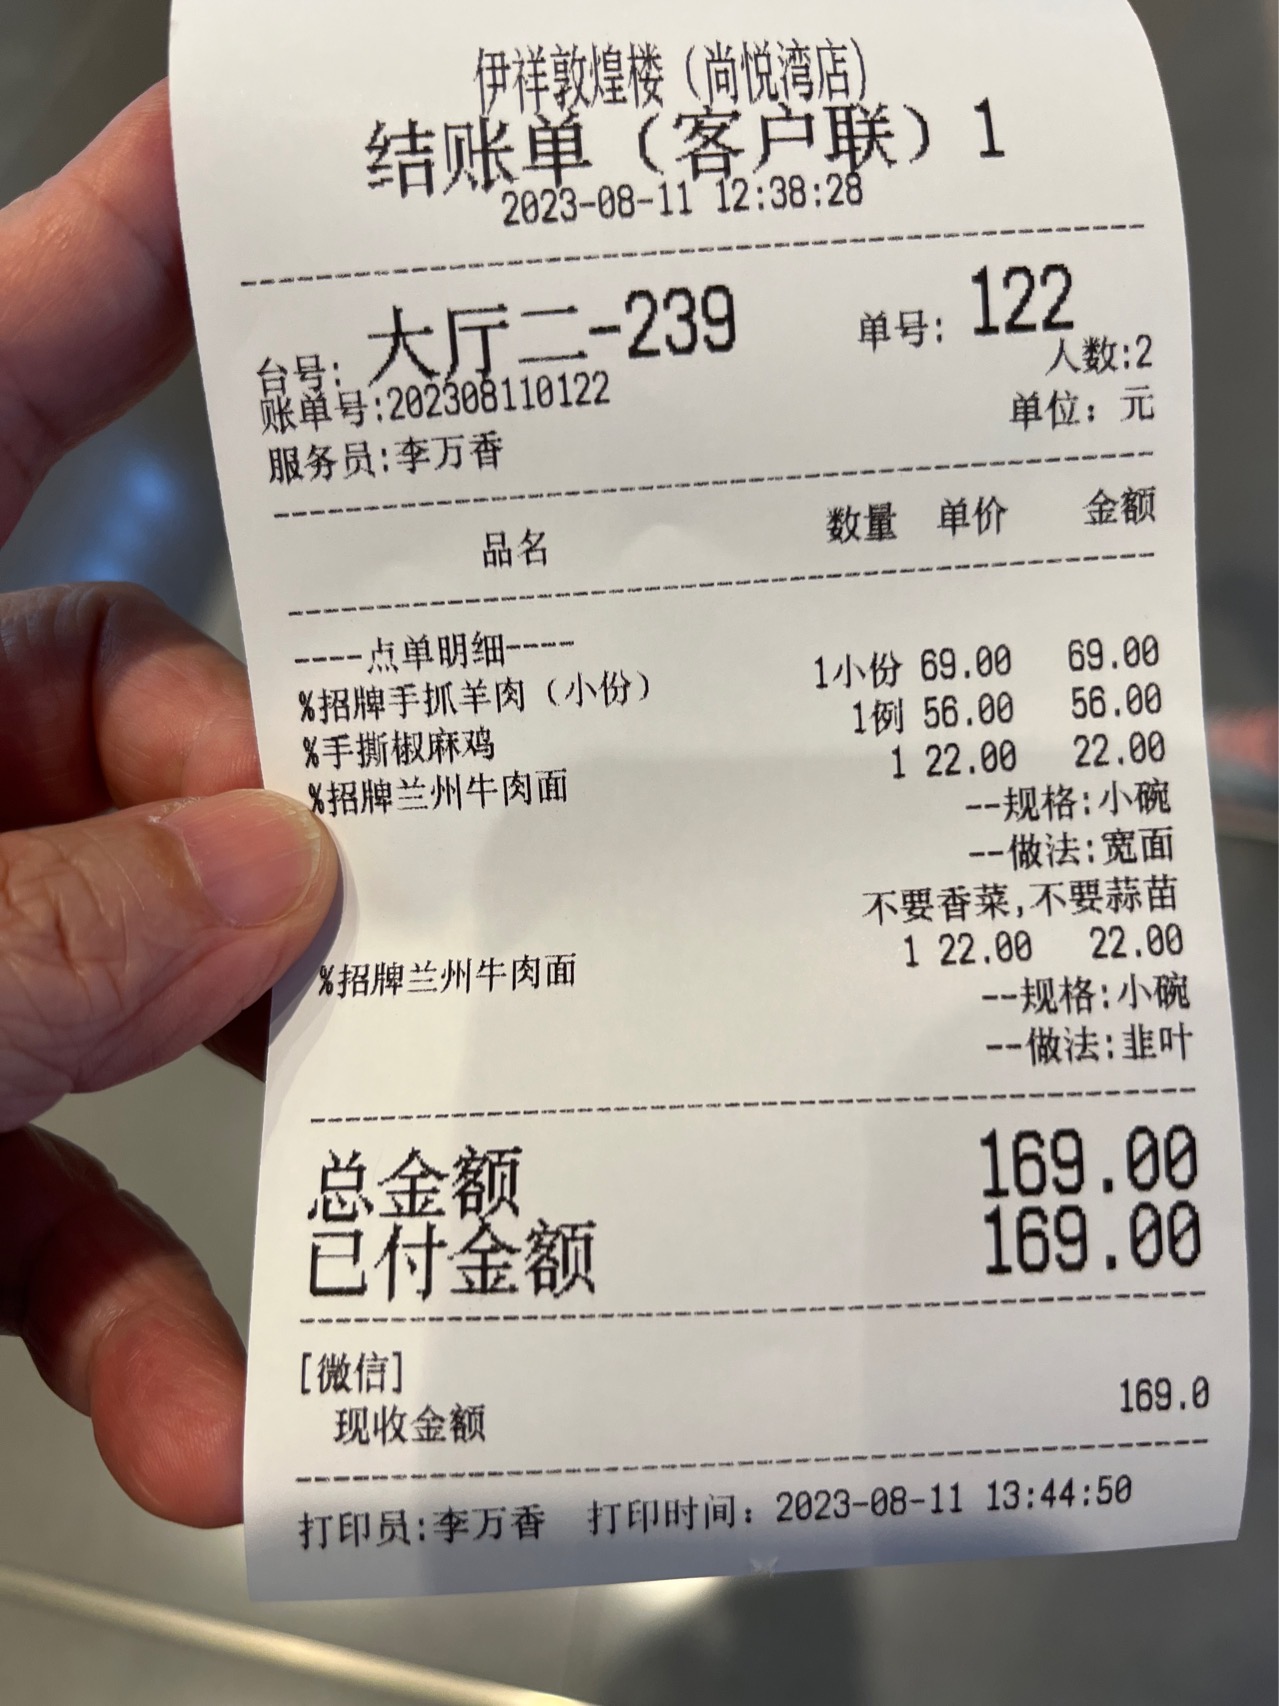 伊祥敦煌楼（尚悦湾店）
结账单（客户联）1
2023-08-11 12:38:28
台号：大厅二-239 单号：122
账单号:202308110122 人数:2
服务员:李万香 单位：元
品名 数量 单价 金额
----点单明细----
%招牌手抓羊肉（小份） 1小份 69.00 69.00
%手撕椒麻鸡 1例 56.00 56.00
%招牌兰州牛肉面 1 22.00 22.00
--规格:小碗
--做法:宽面
不要香菜,不要蒜苗
%招牌兰州牛肉面 1 22.00 22.00
--规格:小碗
--做法:韭叶
总金额 169.00
已付金额 169.00
[微信]
现收金额 169.0
打印员:李万香 打印时间：2023-08-11 13:44:50